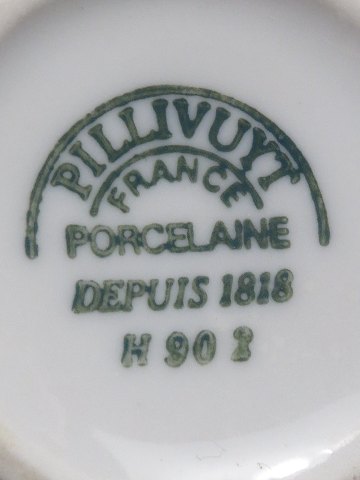 PILLIVUYT
FRANCE
PORCELAINE
DEPUIS 1818
H 90